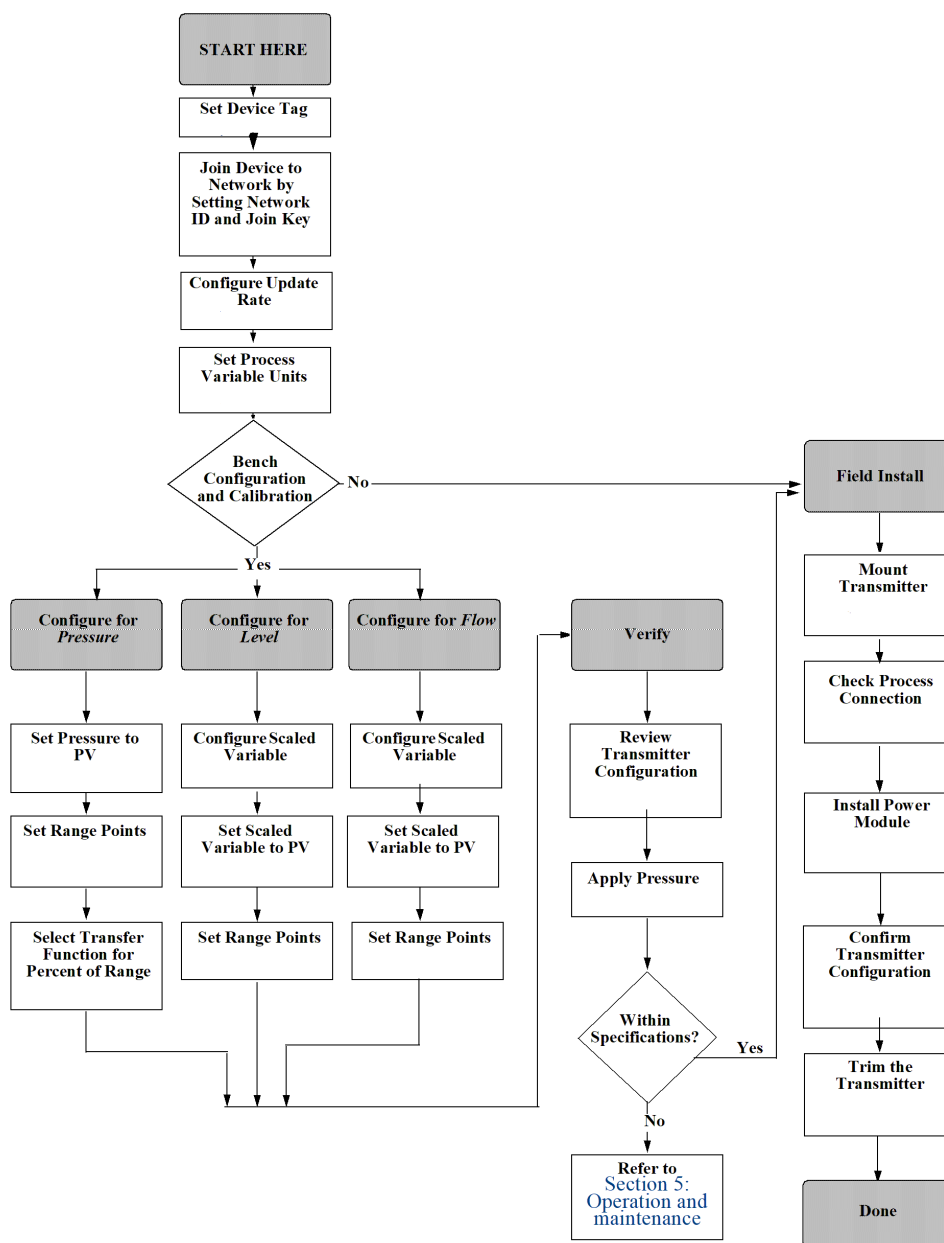 START HERE
Set Device Tag
Join Device to
Network by
Setting Network
ID and Join Key
Configure Update
Rate
Set Process
Variable Units
Bench
Configuration
and Calibration
No
Yes
Configure for
Pressure
Set Pressure to
PV
Set Range Points
Select Transfer
Function for
Percent of Range
Configure for
Level
Configure Scaled
Variable
Set Scaled
Variable to PV
Set Range Points
Configure for Flow
Configure Scaled
Variable
Set Scaled
Variable to PV
Set Range Points
Verify
Review
Transmitter
Configuration
Apply Pressure
Within
Specifications?
Yes
No
Refer to
Section 5:
Operation and
maintenance
Field Install
Mount
Transmitter
Check Process
Connection
Install Power
Module
Confirm
Transmitter
Configuration
Trim the
Transmitter
Done